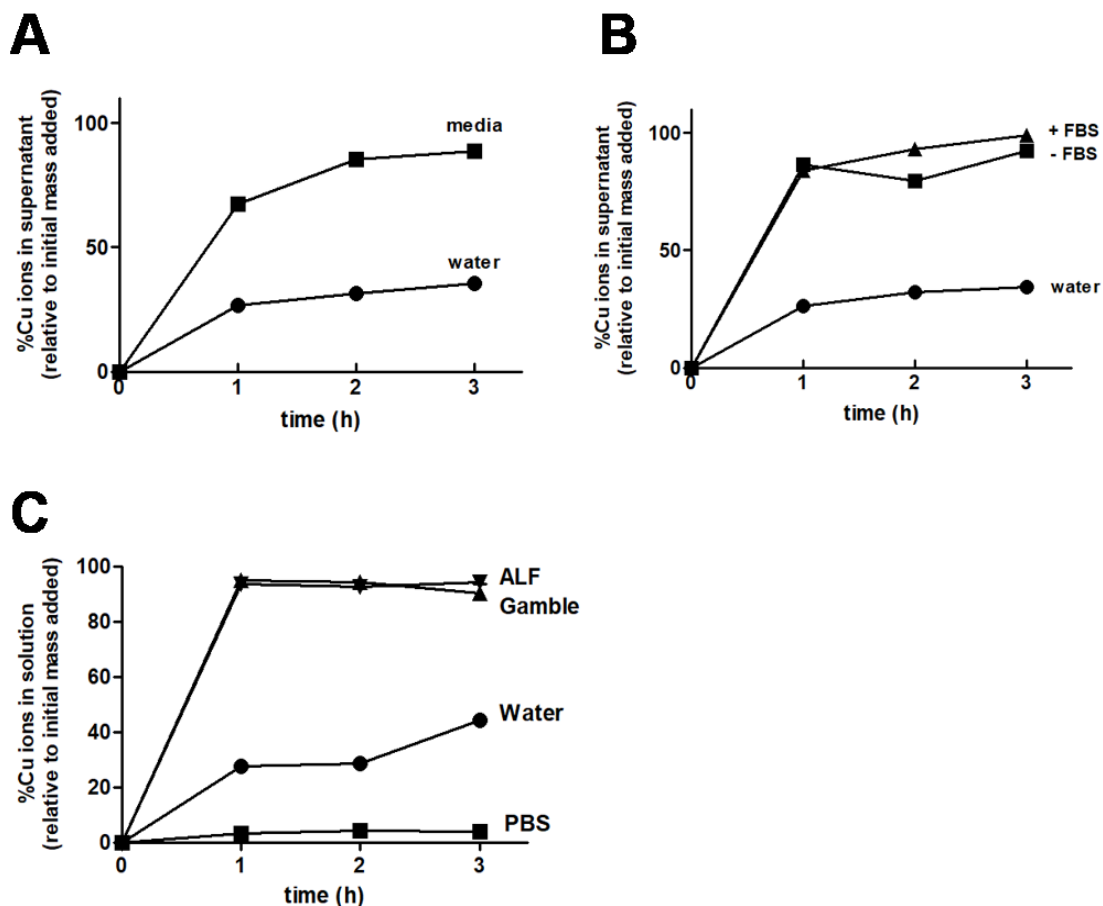 A
%Cu ions in supernatant
(relative to initial mass added)
100
50
0
media
water
0 1 2 3
time (h)
B
%Cu ions in supernatant
(relative to initial mass added)
100
50
0
+ FBS
- FBS
water
0 1 2 3
time (h)
C
%Cu ions in solution
(relative to initial mass added)
100
80
60
40
20
0
ALF
Gamble
Water
PBS
0 1 2 3
time (h)